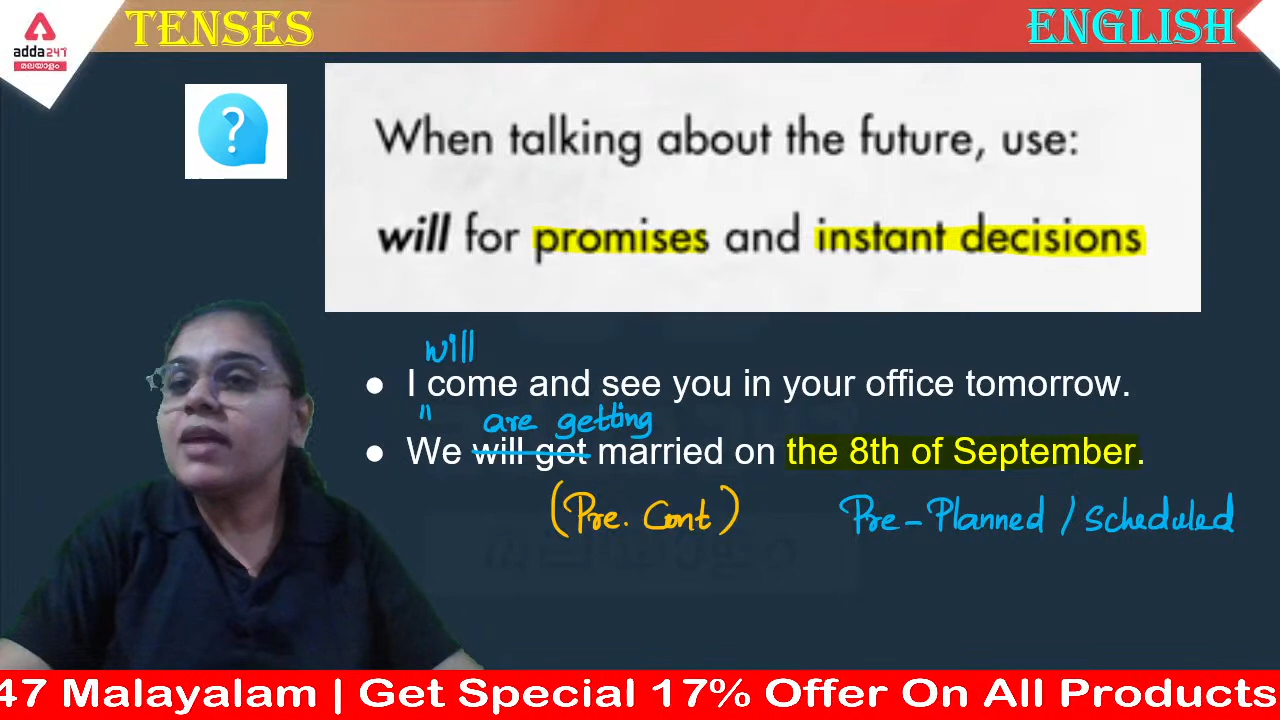 TENSES
ENGLISH
adda247
മലയാളം
?
When talking about the future, use:
will for promises and instant decisions
will
● I come and see you in your office tomorrow.
" are getting
● We will get married on the 8th of September.
(Pre. Cont) Pre-Planned / Scheduled
47 Malayalam | Get Special 17% Offer On All Products